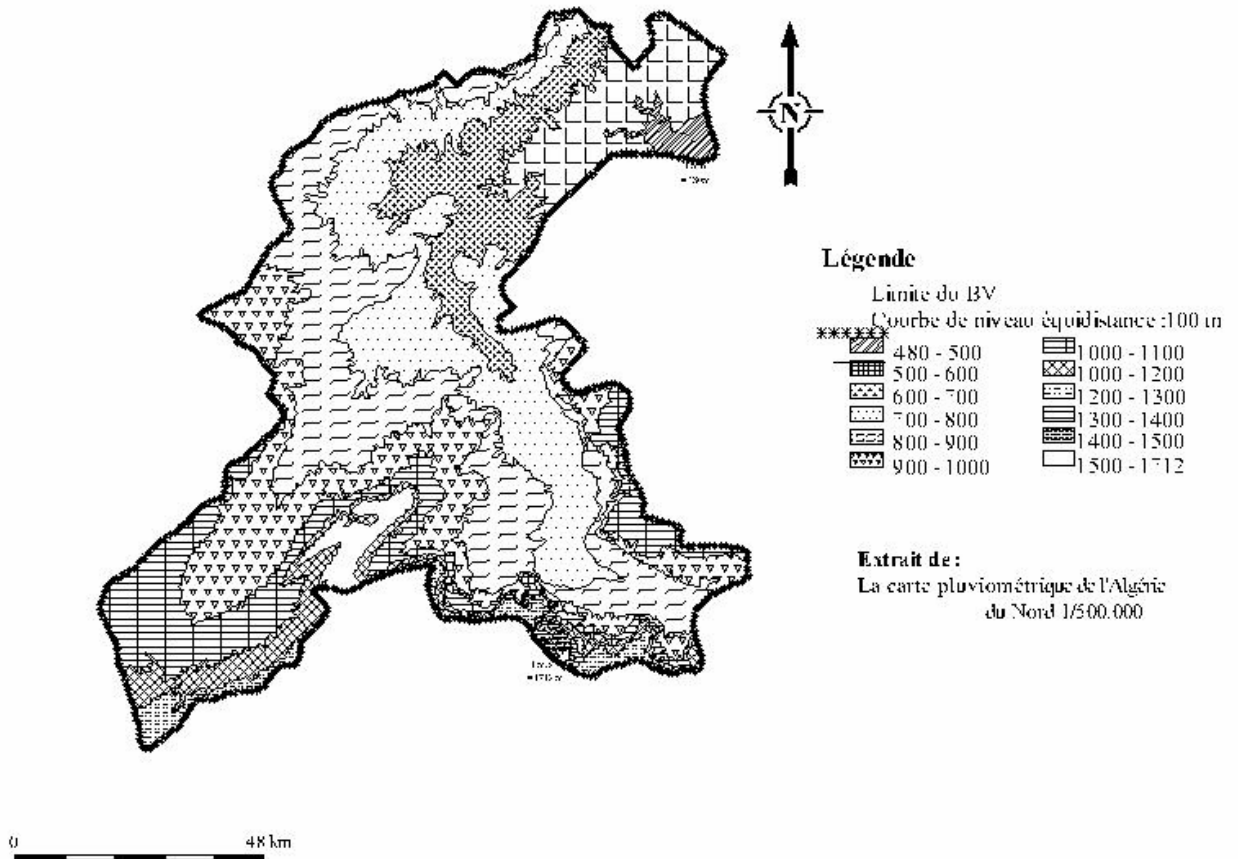 N
Légende
Limite du BV
Courbe de niveau équidistance :100 m
480 - 500
500 - 600
600 - 700
700 - 800
800 - 900
900 - 1000
1000 - 1100
1000 - 1200
1200 - 1300
1300 - 1400
1400 - 1500
1500 - 1712
Extrait de :
La carte pluviométrique de l'Algérie
du Nord 1/500.000
0 48 km